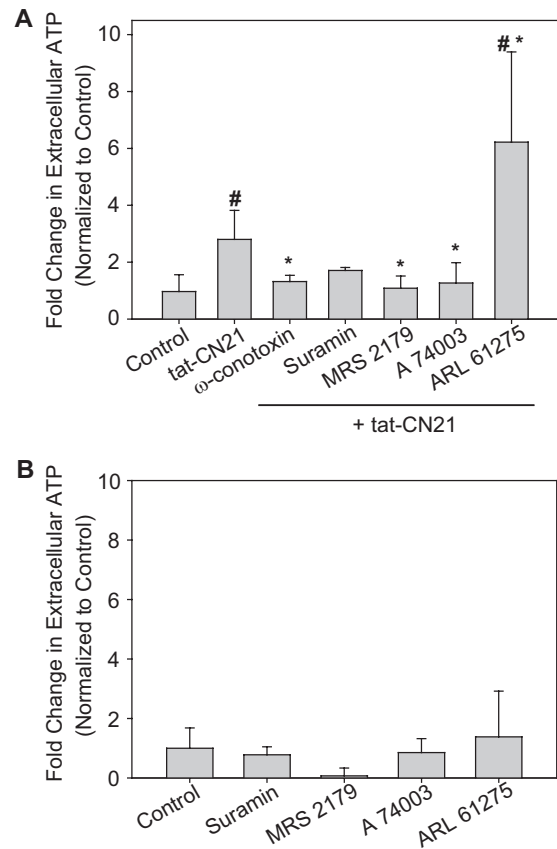 A
Fold Change in Extracellular ATP
(Normalized to Control)
10
8
6
4
2
0
#
*
*
*
# *
Control
tat-CN21
ω-conotoxin
Suramin
MRS 2179
A 74003
ARL 61275
+ tat-CN21
B
Fold Change in Extracellular ATP
(Normalized to Control)
10
8
6
4
2
0
Control
Suramin
MRS 2179
A 74003
ARL 61275